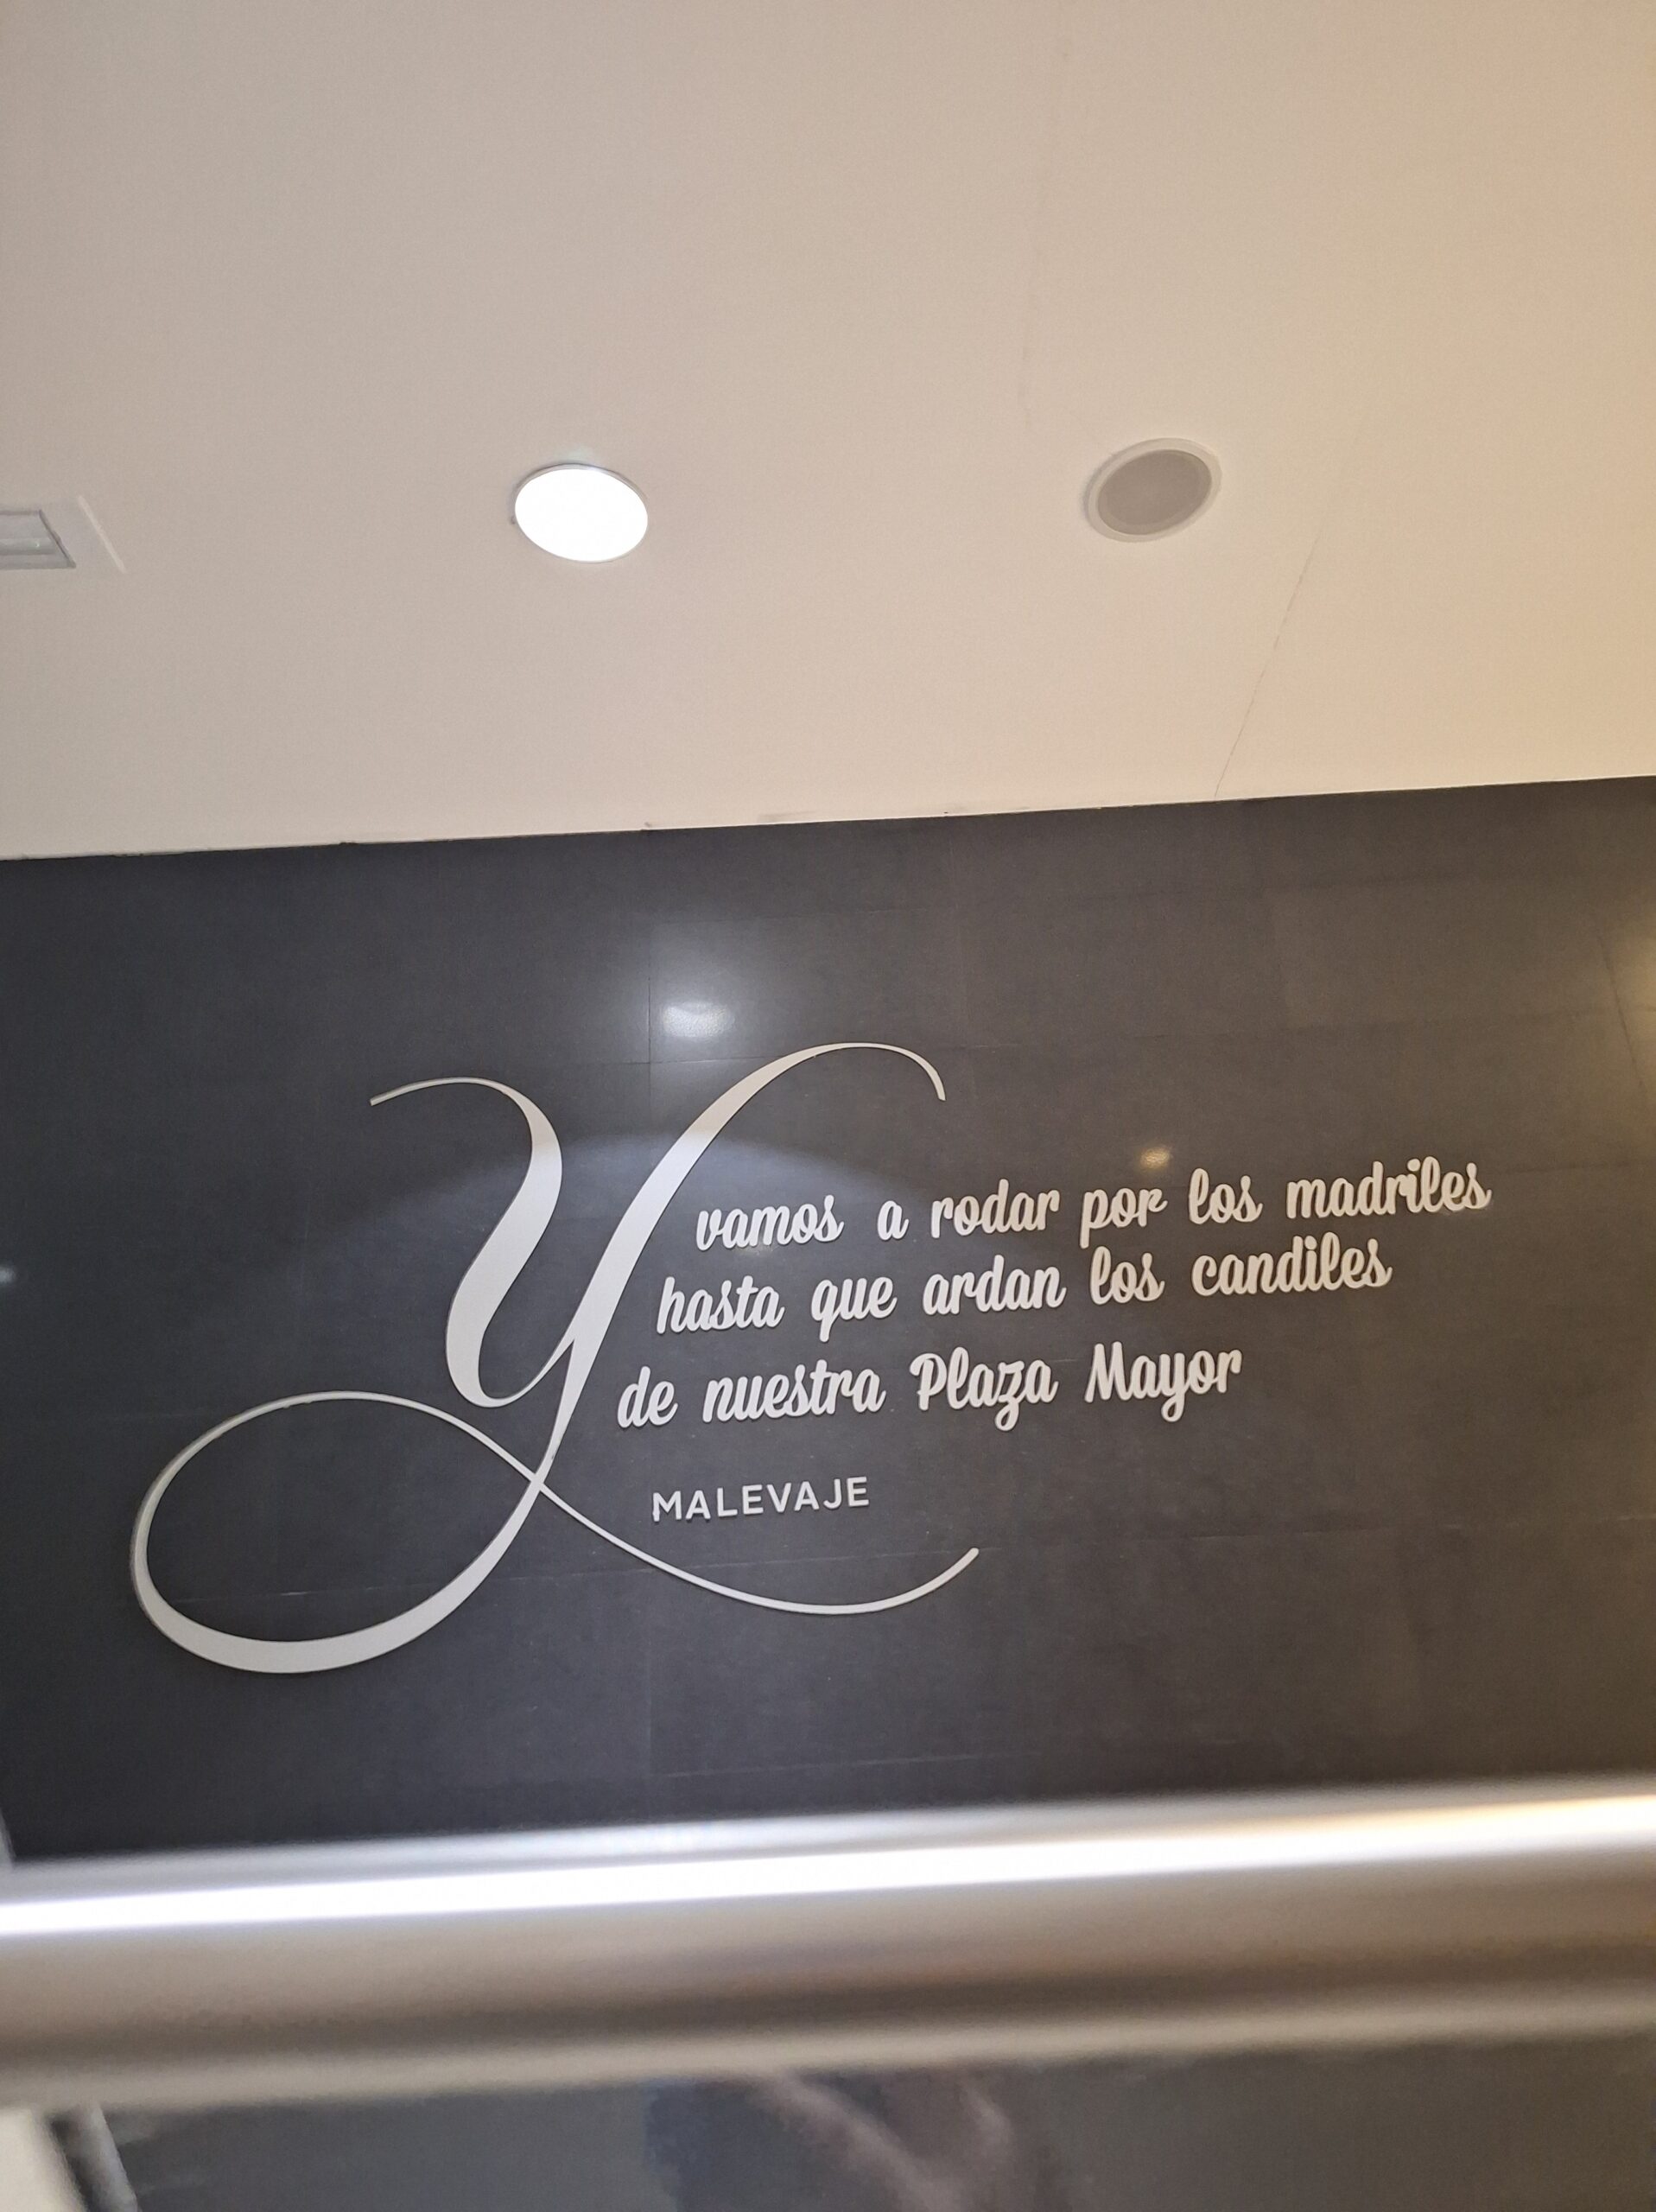 Y vamos a rodar por los madriles
hasta que ardan los candiles
de nuestra Plaza Mayor
MALEVAJE